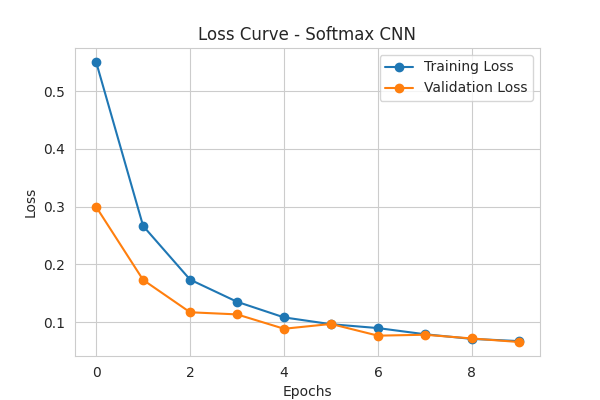 Loss Curve - Softmax CNN
Training Loss
Validation Loss
0.5
0.4
0.3
0.2
0.1
Loss
0 2 4 6 8
Epochs